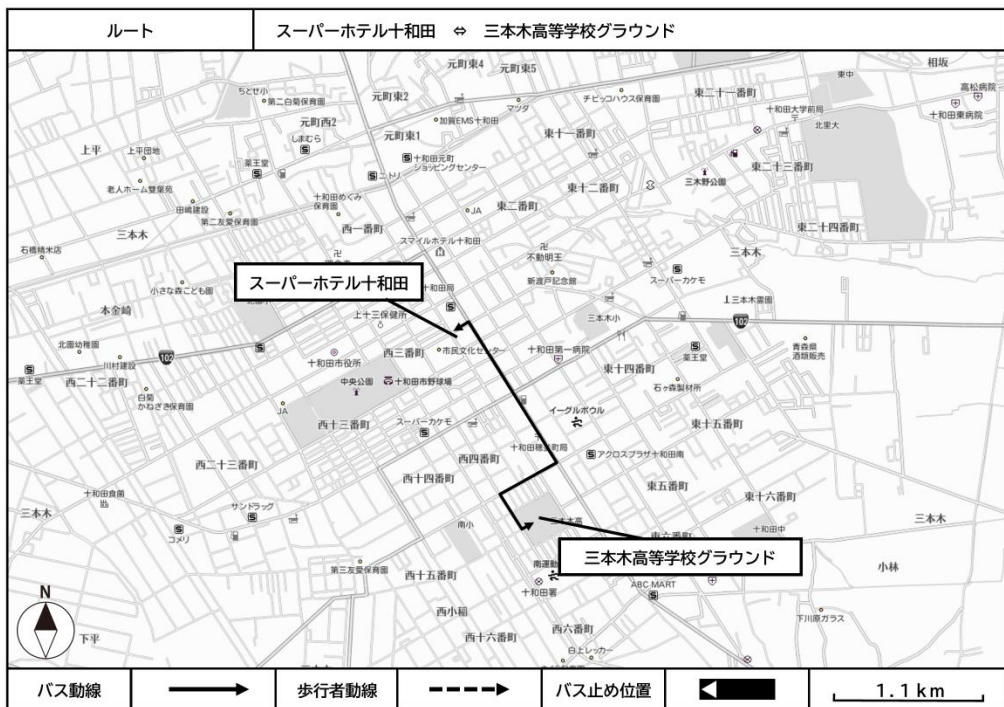 ルート
スーパーホテル十和田 ⇔ 三本木高等学校グラウンド
元町東4
元町東5
相坂
ちとせ小
第二白菊保育園
元町東2
マツダ
チビッコハウス保育園
東二十一番町
東中
高松病院
十和田東病院
十和田大学前局
北里大
元町西2
しまむら
加賀EMS十和田
元町東1
東十一番町
上平
上平団地
薬王堂
十和田元町
ショッピングセンター
ニトリ
東二十三番町
三木野公園
老人ホーム雙葉苑
田嶋建設
十和田めぐみ
保育園
東十二番町
第二友愛保育園
JA
東二番町
東二十四番町
三本木
西一番町
スマイルホテル十和田
三本木
石橋精米店
不動明王
スーパーカケモ
スーパーホテル十和田
十和田局
新渡戸記念館
小さな森こども園
三本木霊園
本金崎
上十三保健所
三本木小
102
北園幼稚園
川村建設
102
西三番町
市民文化センター
十和田第一病院
薬王堂
青森県
酒類販売
十和田市役所
薬王堂
西二十二番町
中央公園
十和田市野球場
東十四番町
石ヶ森製材所
白菊
かねざき保育園
JA
西十三番町
スーパーカケモ
イーグルボウル
東十五番町
十和田穂並町局
西四番町
アクロスプラザ十和田南
西二十三番町
西十四番町
東五番町
十和田食菌
サンドラッグ
東十六番町
三本木
コメリ
三本木高
南小
東六番町
十和田中
三本木
第三友愛保育園
三本木高等学校グラウンド
小林
西十五番町
南運動
十和田署
ABC MART
N
西小稲
下川原ガラス
下平
西十六番町
西六番町
白上レッカー
バス動線
歩行者動線
バス止め位置
1.1km